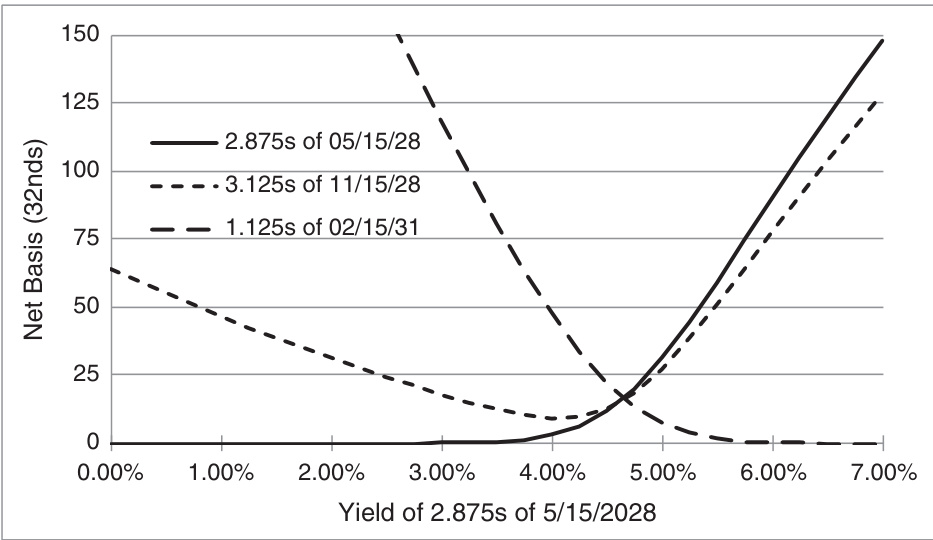 150
125
100
75
50
25
0
Net Basis (32nds)
2.875s of 05/15/28
3.125s of 11/15/28
1.125s of 02/15/31
0.00% 1.00% 2.00% 3.00% 4.00% 5.00% 6.00% 7.00%
Yield of 2.875s of 5/15/2028